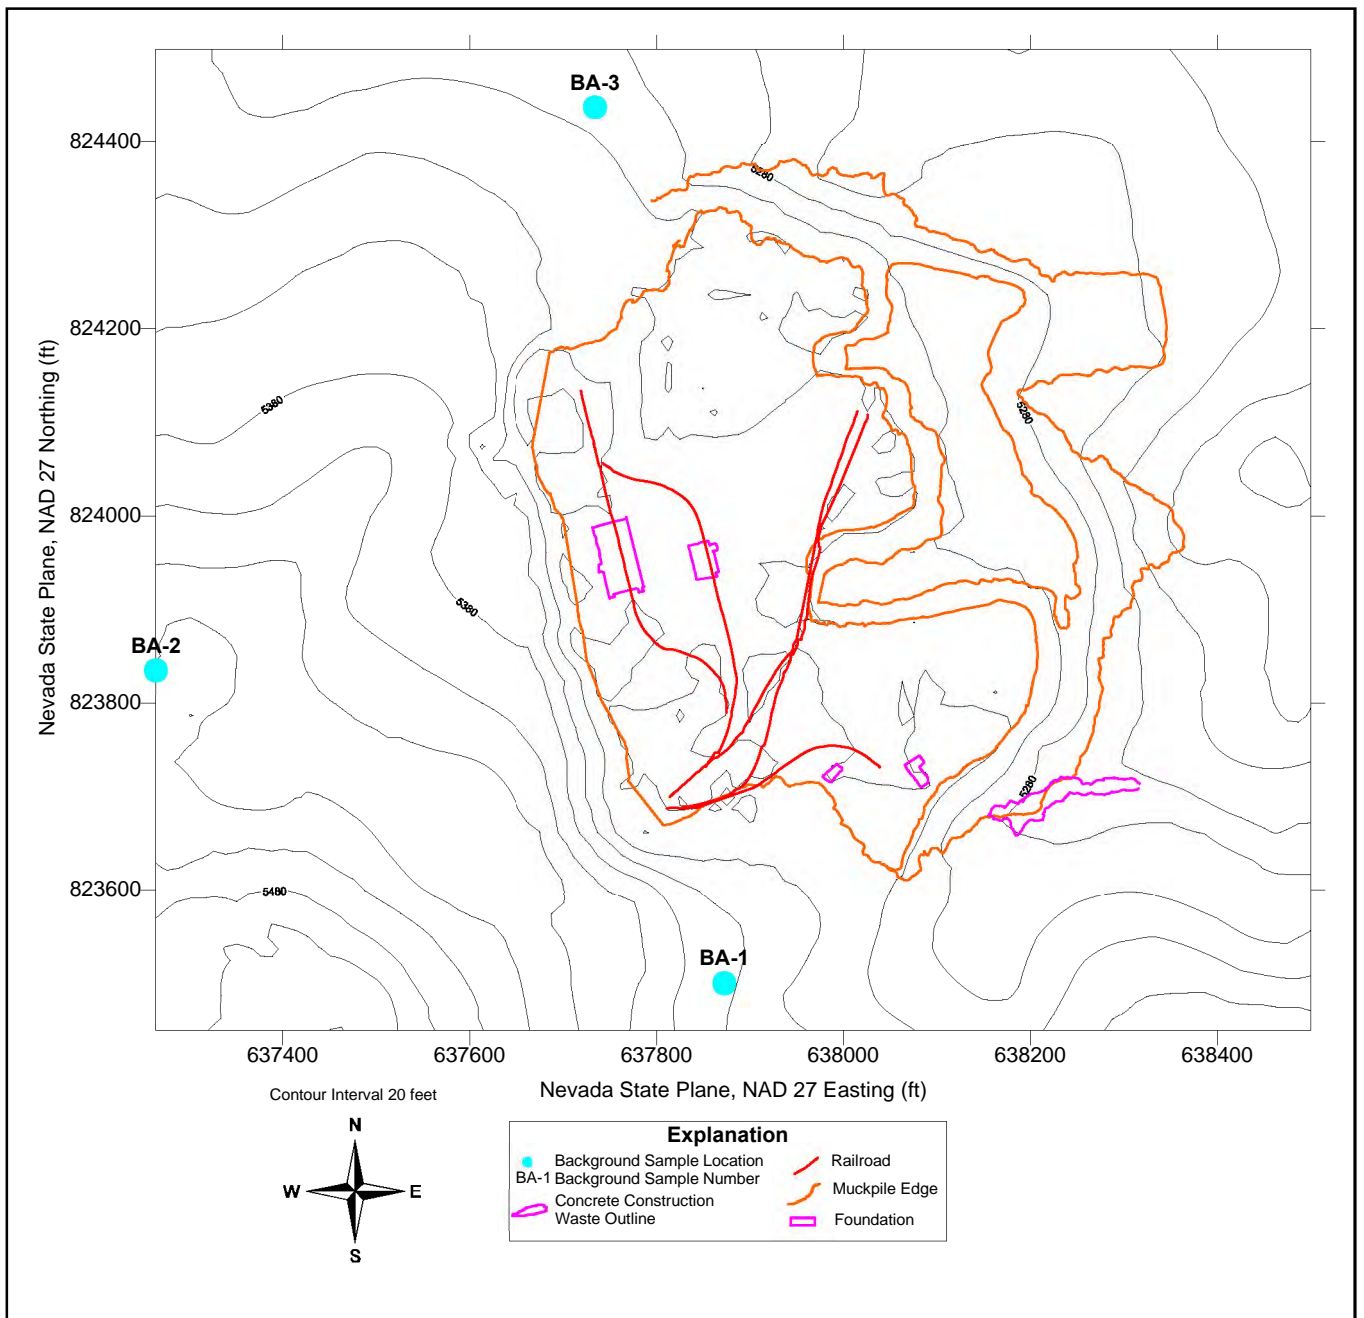 BA-3
824400
5280
824200
5380
5280
824000
5380
BA-2
823800
5280
823600
5480
BA-1
Nevada State Plane, NAD 27 Northing (ft)
637400 637600 637800 638000 638200 638400
Nevada State Plane, NAD 27 Easting (ft)
Contour Interval 20 feet
N
W E
S
Explanation
Background Sample Location
BA-1 Background Sample Number
Concrete Construction
Waste Outline
Railroad
Muckpile Edge
Foundation